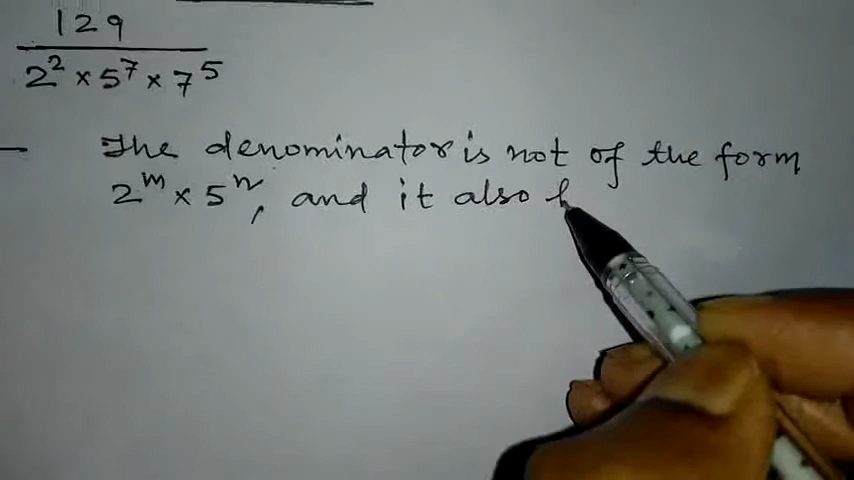 129
2² × 5⁷ × 7⁵
The denominator is not of the form
2ᵐ × 5ⁿ, and it also